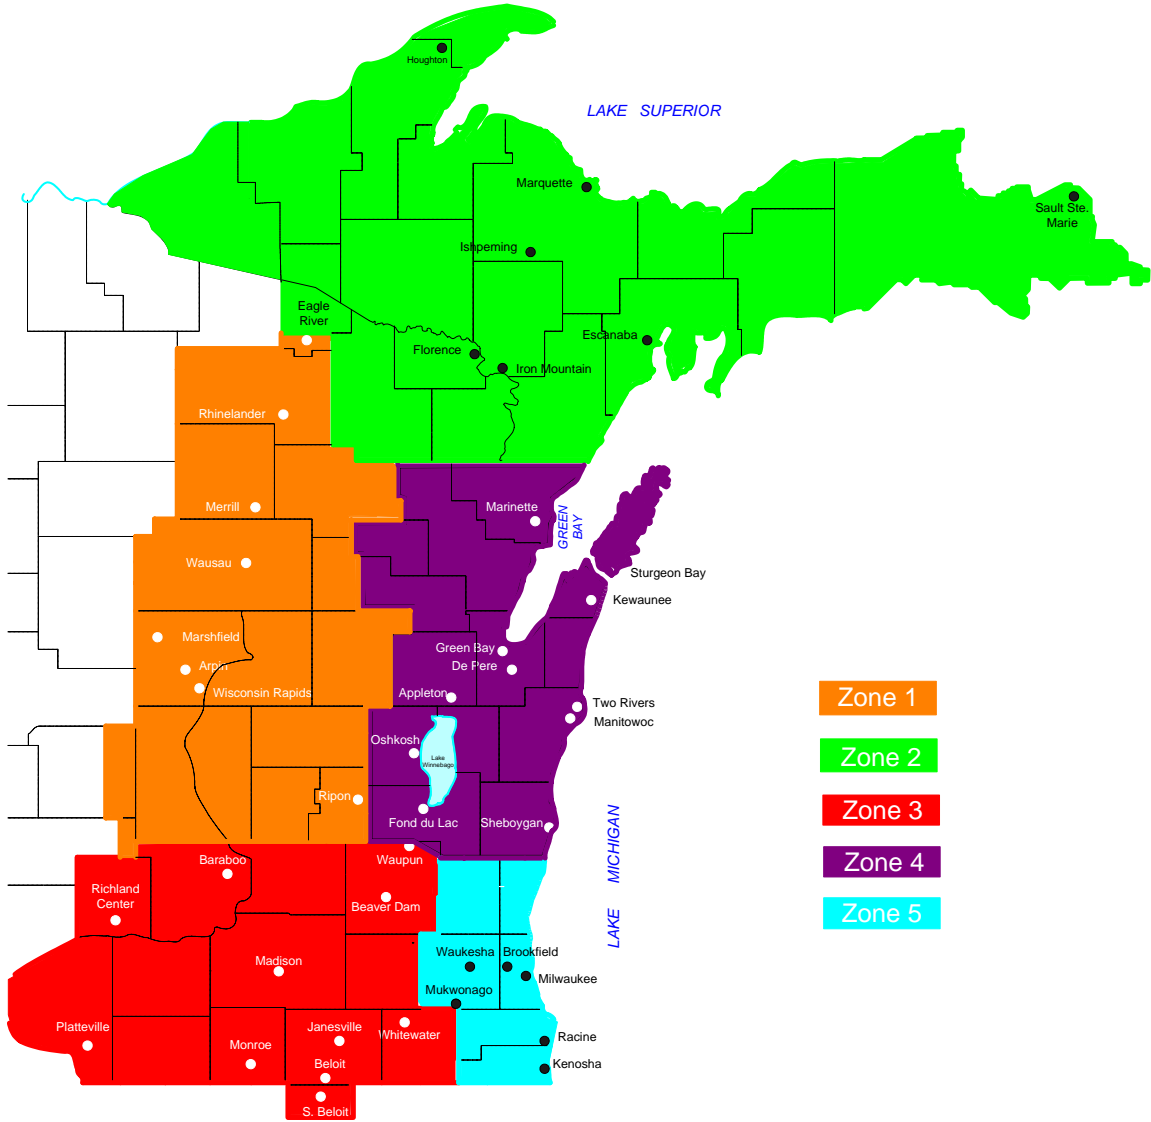 Houghton
LAKE SUPERIOR
Marquette
Sault Ste.
Marie
Ishpeming
Eagle
River
Escanaba
Florence
Iron Mountain
Rhinelander
Merrill
Marinette
GREEN
BAY
Wausau
Sturgeon Bay
Kewaunee
Marshfield
Green Bay
Arpin
De Pere
Wisconsin Rapids
Appleton
Two Rivers
Manitowoc
Zone 1
Oshkosh
Lake
Winnebago
Zone 2
Ripon
Fond du Lac
Sheboygan
Zone 3
LAKE MICHIGAN
Baraboo
Waupun
Zone 4
Richland
Center
Beaver Dam
Zone 5
Madison
Waukesha
Brookfield
Milwaukee
Mukwonago
Platteville
Janesville
Whitewater
Racine
Monroe
Beloit
Kenosha
S. Beloit